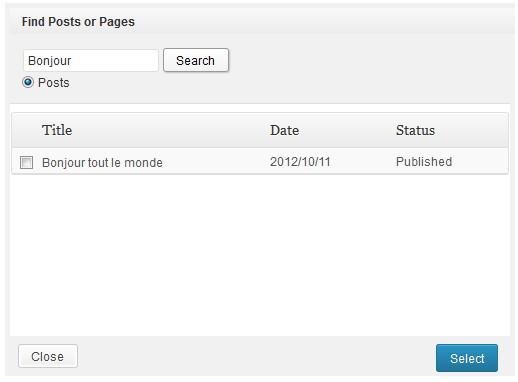 Find Posts or Pages
Bonjour Search
Posts
Title Date Status
Bonjour tout le monde 2012/10/11 Published
Close Select